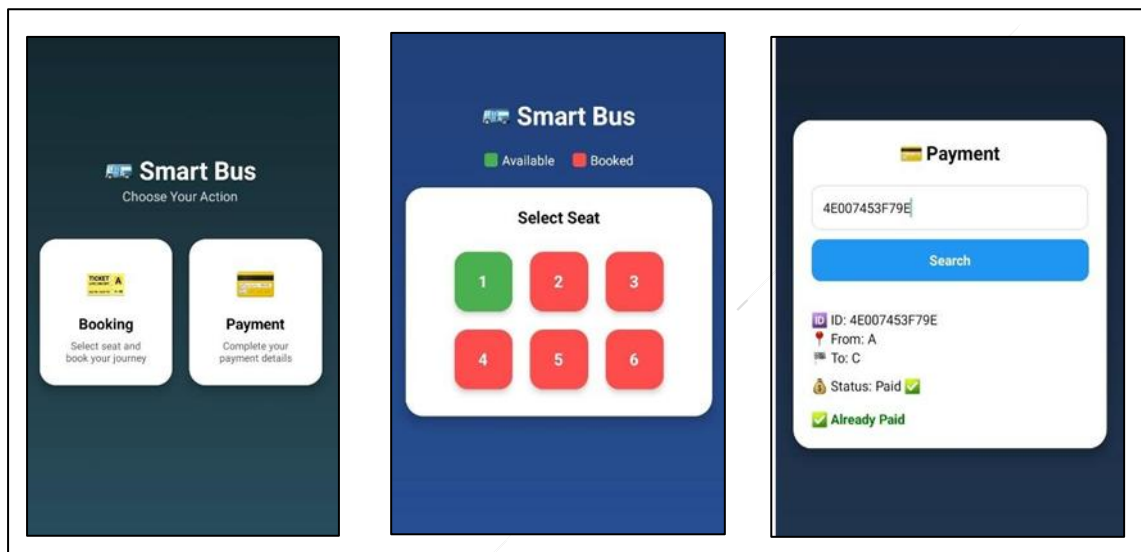 Smart Bus
Choose Your Action
TICKET A
Booking
Select seat and
book your journey
Payment
Complete your
payment details
Smart Bus
Available Booked
Select Seat
1 2 3
4 5 6
Payment
4E007453F79E
Search
ID ID: 4E007453F79E
From: A
To: C
Status: Paid
Already Paid